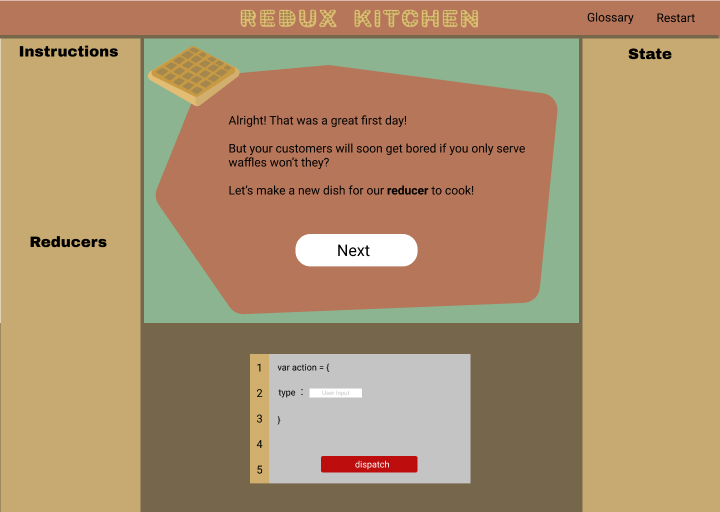 REDUX KITCHEN
Glossary
Restart
Instructions
State
Alright! That was a great first day!
But your customers will soon get bored if you only serve
waffles won't they?
Let's make a new dish for our reducer to cook!
Reducers
Next
1 var action = {
2 type : User Input
3 }
4
5
dispatch